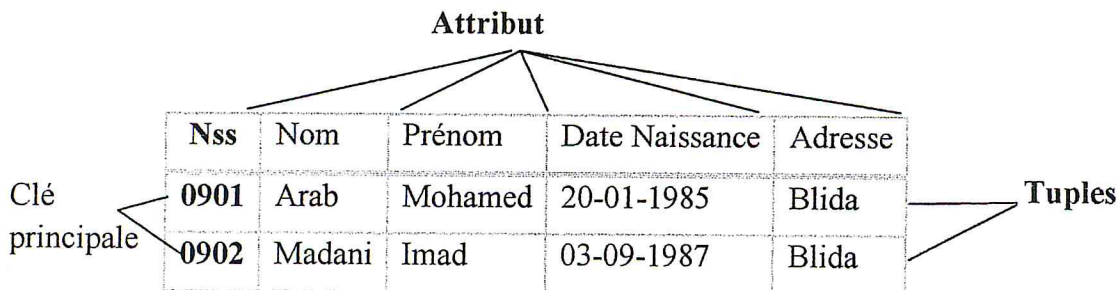 Attribut
Nss Nom Prénom Date Naissance Adresse
Clé principale
0901 Arab Mohamed 20-01-1985 Blida
Tuples
0902 Madani Imad 03-09-1987 Blida